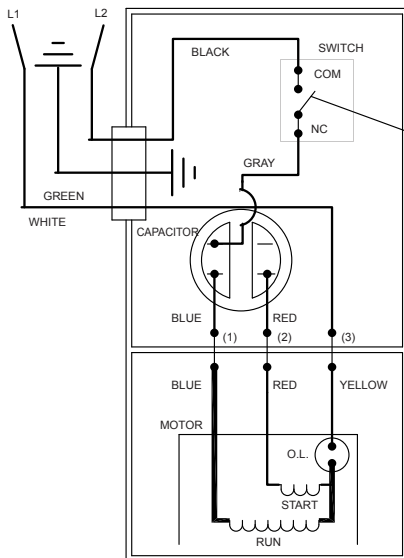 L1
L2
BLACK
SWITCH
COM
NC
GRAY
GREEN
WHITE
CAPACITOR
BLUE
RED
(1)
(2)
(3)
BLUE
RED
YELLOW
MOTOR
O.L.
START
RUN